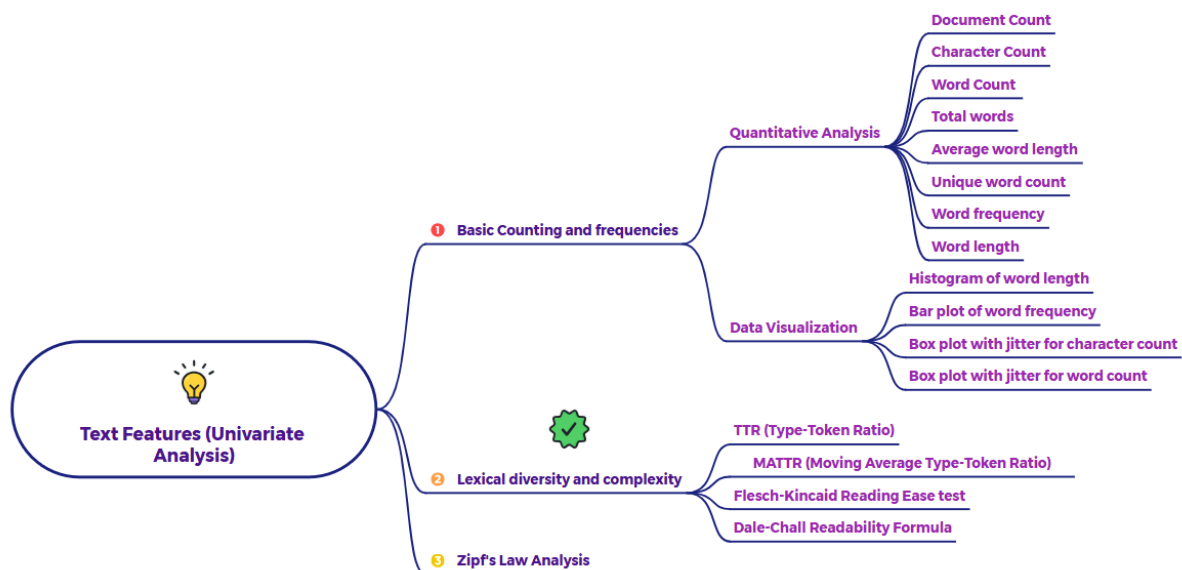 Document Count
Character Count
Word Count
Total words
Quantitative Analysis
Average word length
Unique word count
Word frequency
1 Basic Counting and frequencies
Word length
Histogram of word length
Bar plot of word frequency
Data Visualization
Box plot with jitter for character count
Box plot with jitter for word count
Text Features (Univariate
Analysis)
TTR (Type-Token Ratio)
MATTR (Moving Average Type-Token Ratio)
2 Lexical diversity and complexity
Flesch-Kincaid Reading Ease test
Dale-Chall Readability Formula
3 Zipf's Law Analysis